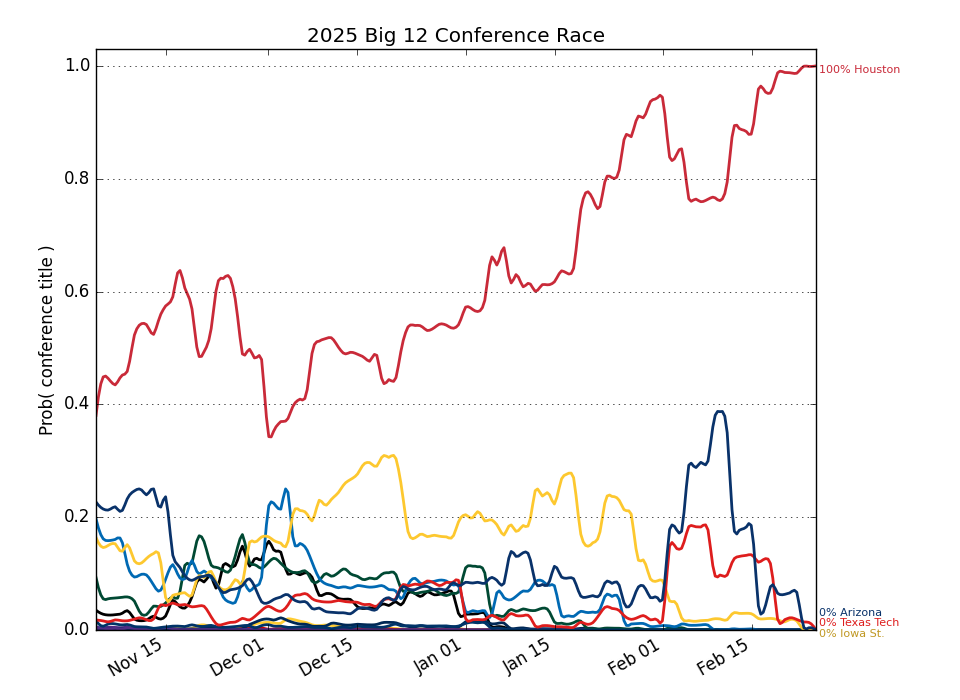 2025 Big 12 Conference Race
Prob( conference title )
1.0
0.8
0.6
0.4
0.2
0.0
100% Houston
0% Arizona
0% Texas Tech
0% Iowa St.
Nov 15
Dec 01
Dec 15
Jan 01
Jan 15
Feb 01
Feb 15